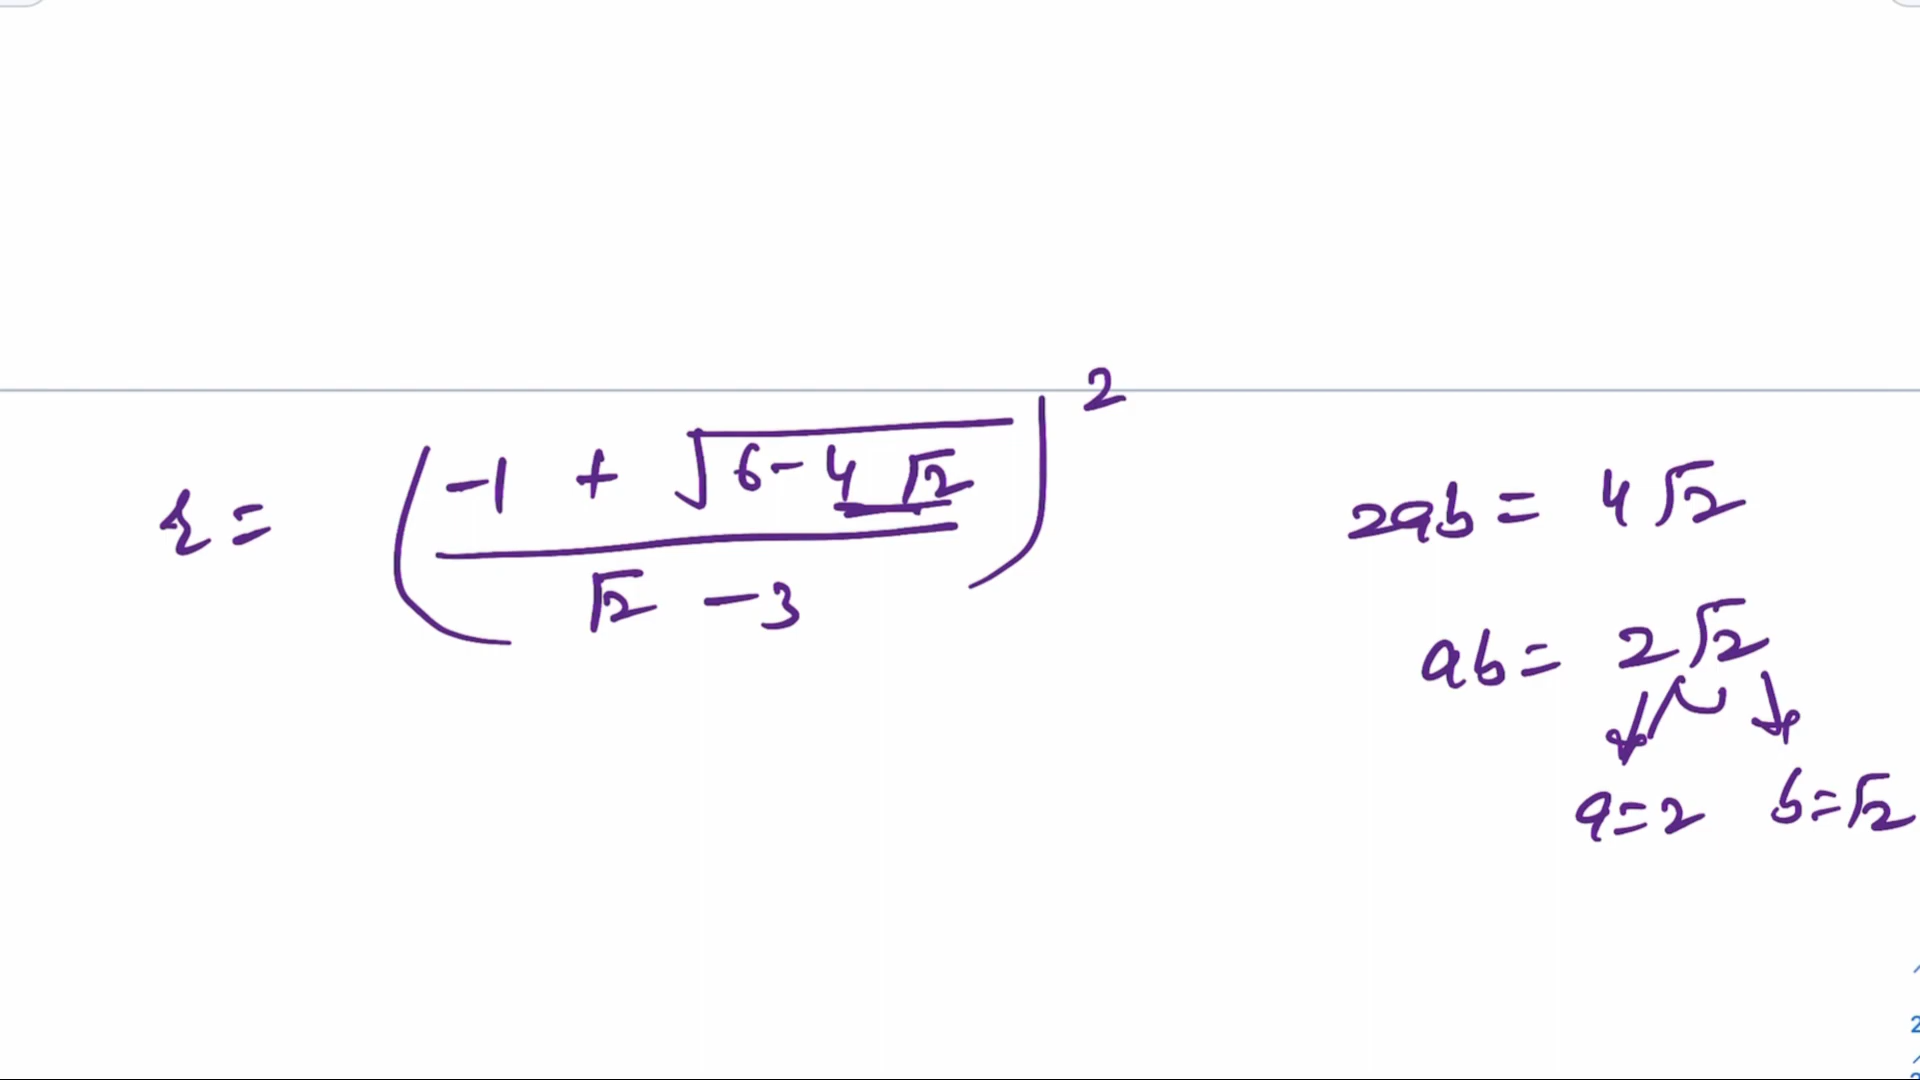 r = ( (-1 + √(6-4√2)) / (√2 - 3) )²
2ab = 4√2
ab = 2√2
a=2 b=√2